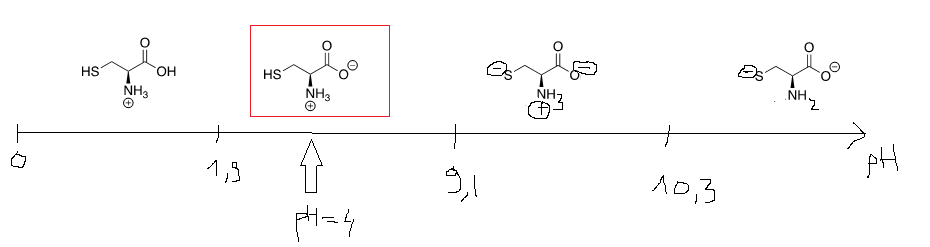 O
HS OH
NH₃
⊕
O
HS O⊖
NH₃
⊕
O
⊖S O⊖
NH3
⊕
O
⊖S O⊖
NH2
0
1,9
9,1
10,3
pH
pH=4